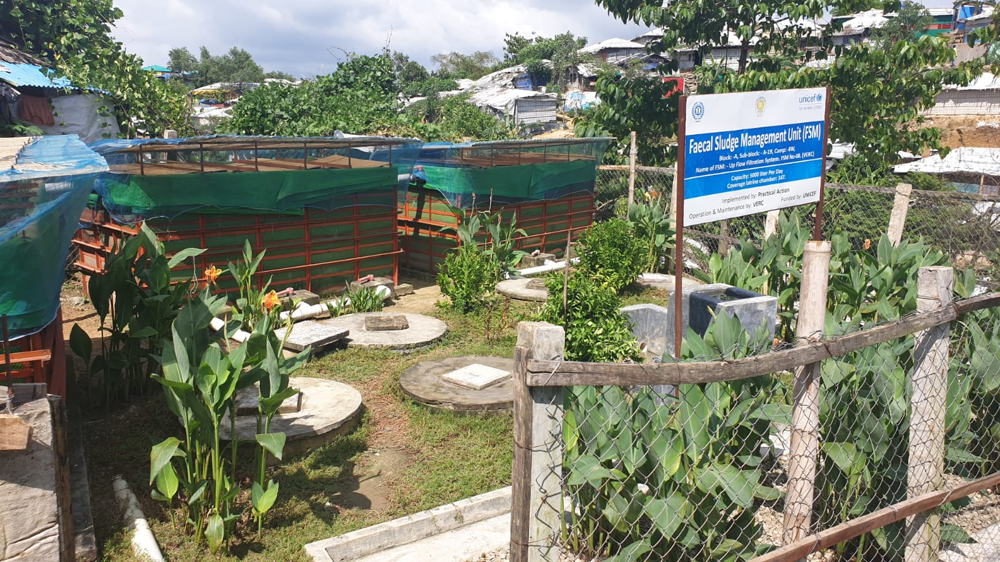 unicef
for every child
Faecal Sludge Management Unit (FSM)
Block: -A, Sub-block: - A-19, Camp: -8W,
Name of FSM: - Up Flow Filtration System. FSM No-08. (VERC)
Capacity: 5000 liter Per Day
Coverage latrine chamber: 147.
Implemented by: Practical Action
Operation & Maintenance by: VERC Funded by: UNICEF